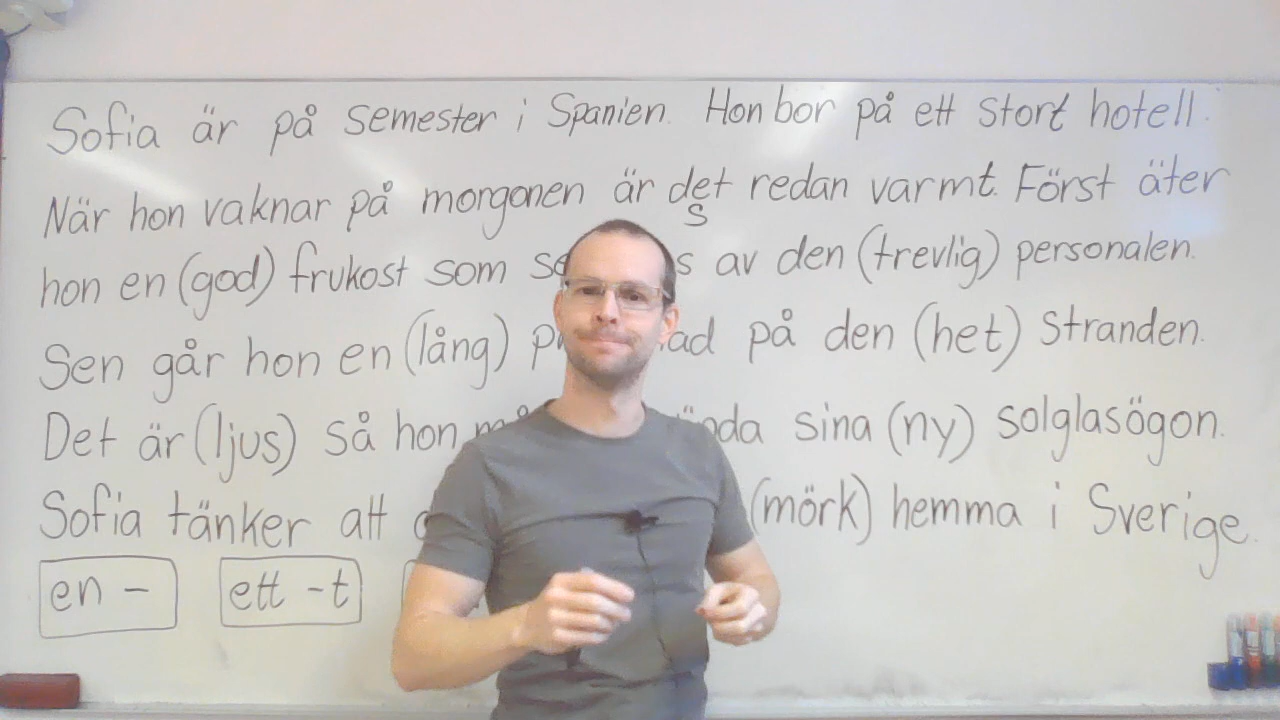 Sofia är på semester i Spanien. Hon bor på ett stort hotell.
När hon vaknar på morgonen är det redan varmt. Först äter
s
hon en (god) frukost som av den (trevlig) personalen.
Sen går hon en (lång) på den (het) stranden.
Det är (ljus) så hon sina (ny) solglasögon.
Sofia tänker att (mörk) hemma i Sverige.
en - ett -t